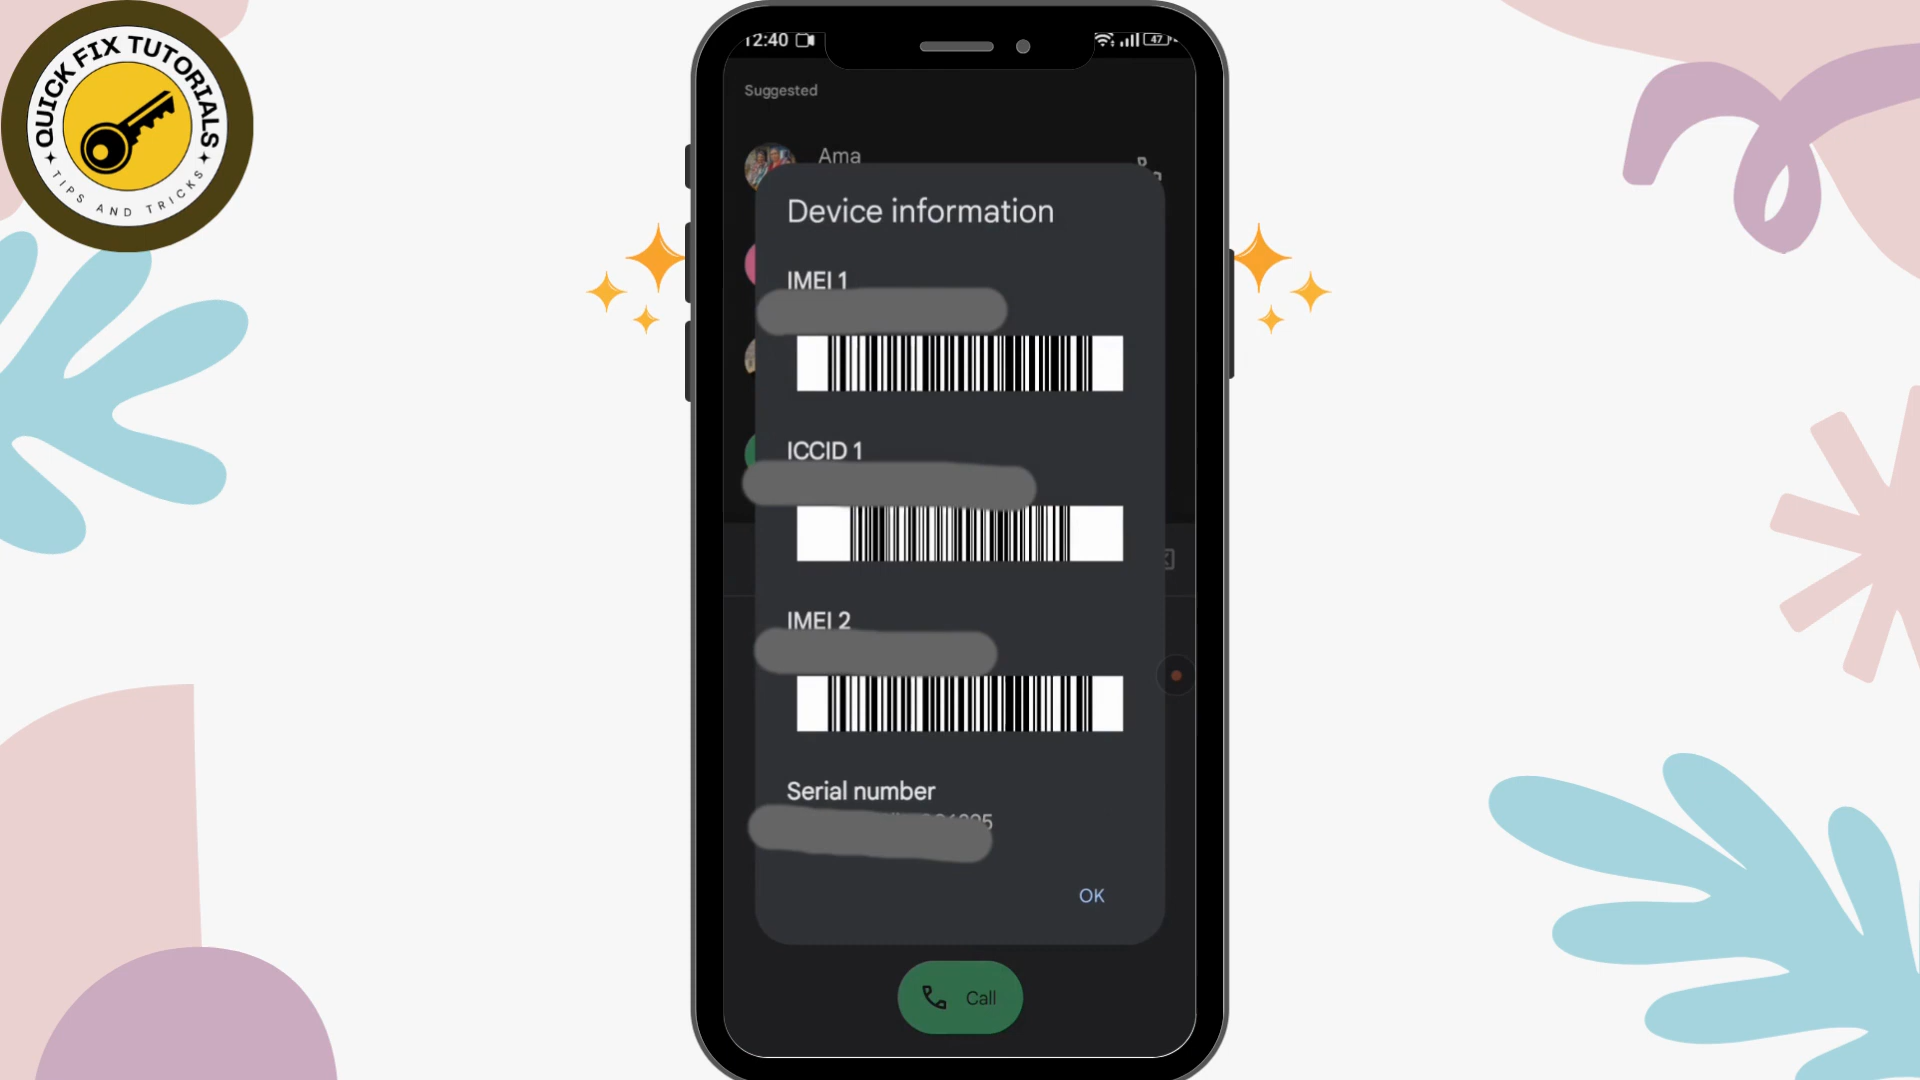 QUICK FIX TUTORIALS
TIPS AND TRICKS
12:40
47
Suggested
Ama
Device information
IMEI 1
ICCID 1
IMEI 2
Serial number
OK
Call